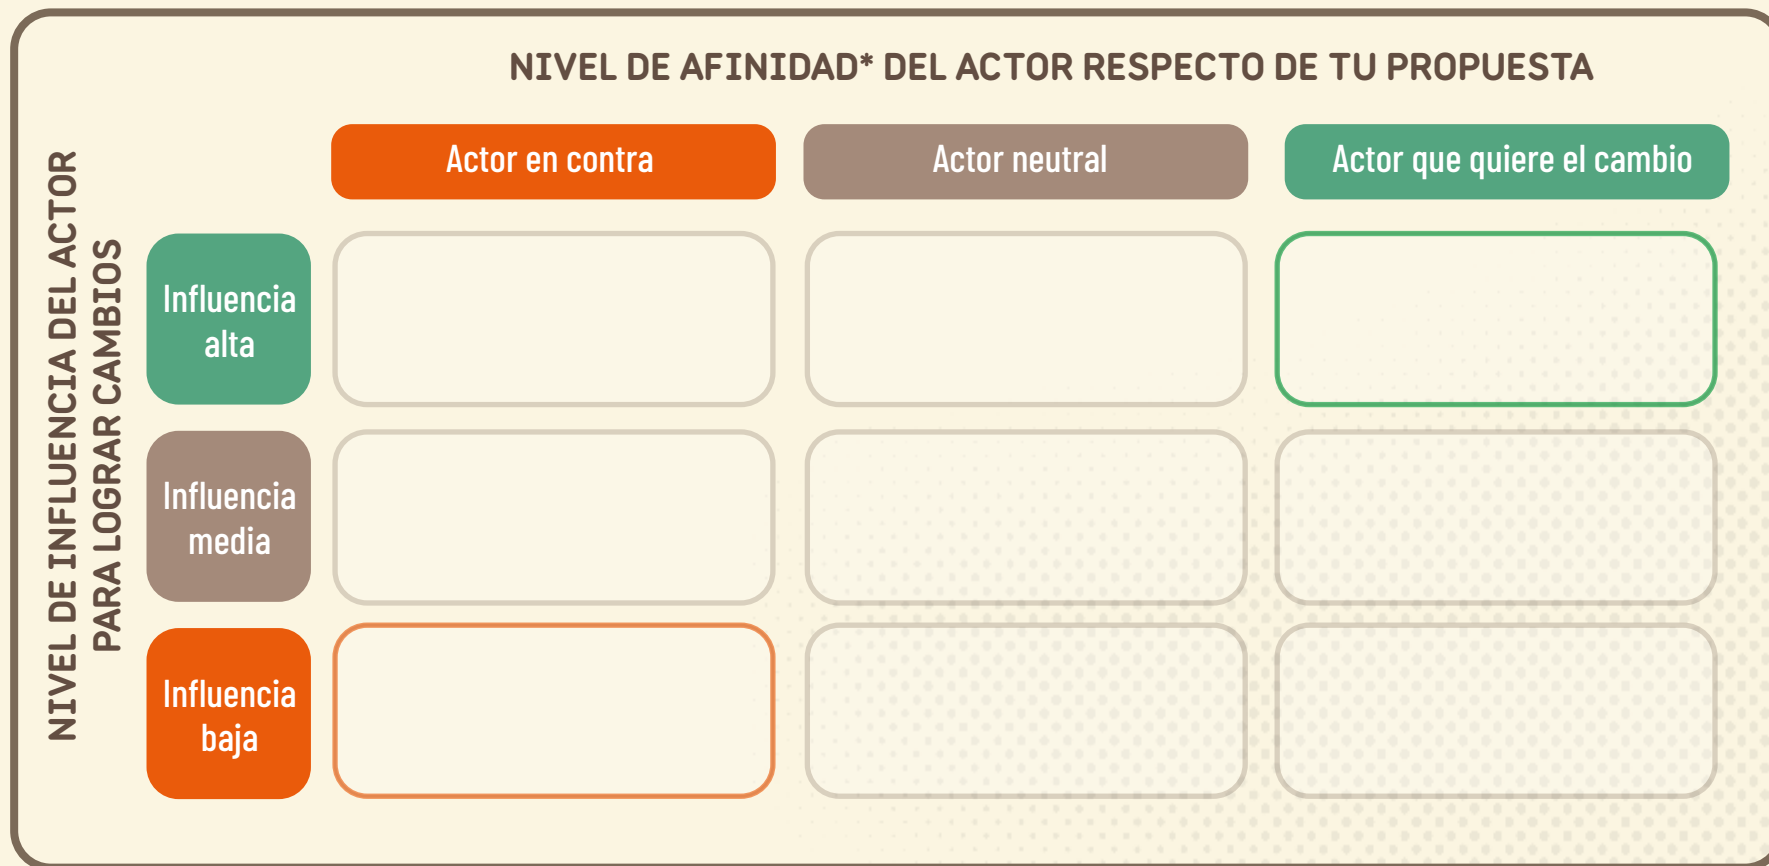 NIVEL DE AFINIDAD* DEL ACTOR RESPECTO DE TU PROPUESTA
Actor en contra
Actor neutral
Actor que quiere el cambio
NIVEL DE INFLUENCIA DEL ACTOR
PARA LOGRAR CAMBIOS
Influencia
alta
Influencia
media
Influencia
baja